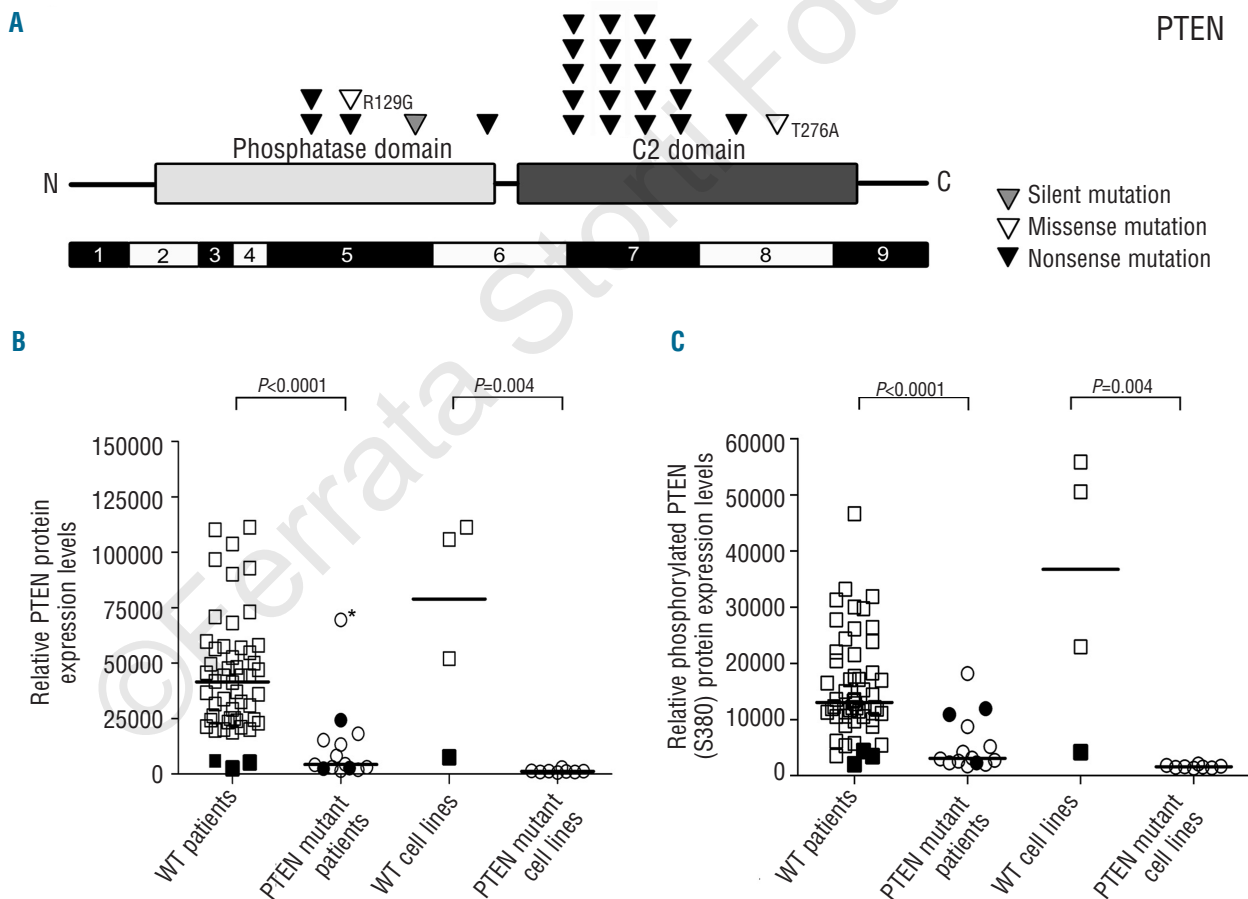 A
PTEN
R129G
T276A
Phosphatase domain
C2 domain
N
C
1 2 3 4 5 6 7 8 9
Silent mutation
Missense mutation
Nonsense mutation
B
P<0.0001
P=0.004
Relative PTEN protein
expression levels
150000
125000
100000
75000
50000
25000
0
*
WT patients
PTEN mutant
patients
WT cell lines
PTEN mutant
cell lines
C
P<0.0001
P=0.004
Relative phosphorylated PTEN
(S380) protein expression levels
60000
50000
40000
30000
20000
10000
0
WT patients
PTEN mutant
patients
WT cell lines
PTEN mutant
cell lines
©Ferrata Storti Fou